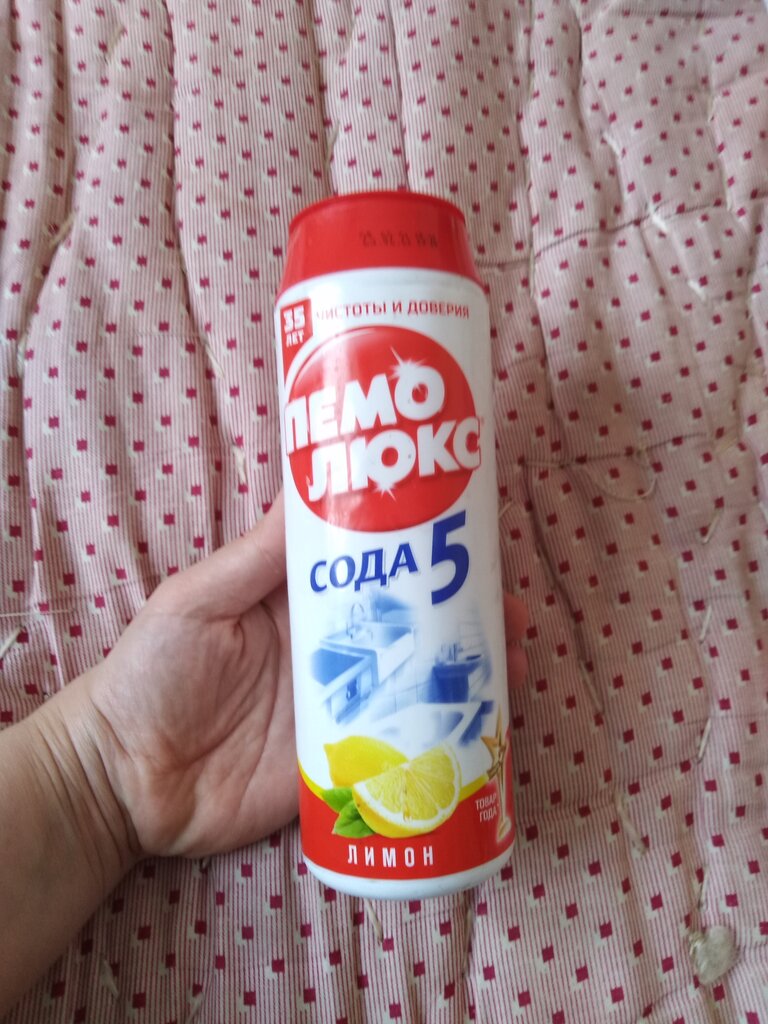 35
ЛЕТ
ЧИСТОТЫ И ДОВЕРИЯ
ПЕМО
ЛЮКС
СОДА 5
ТОВАР
ГОДА
ЛИМОН